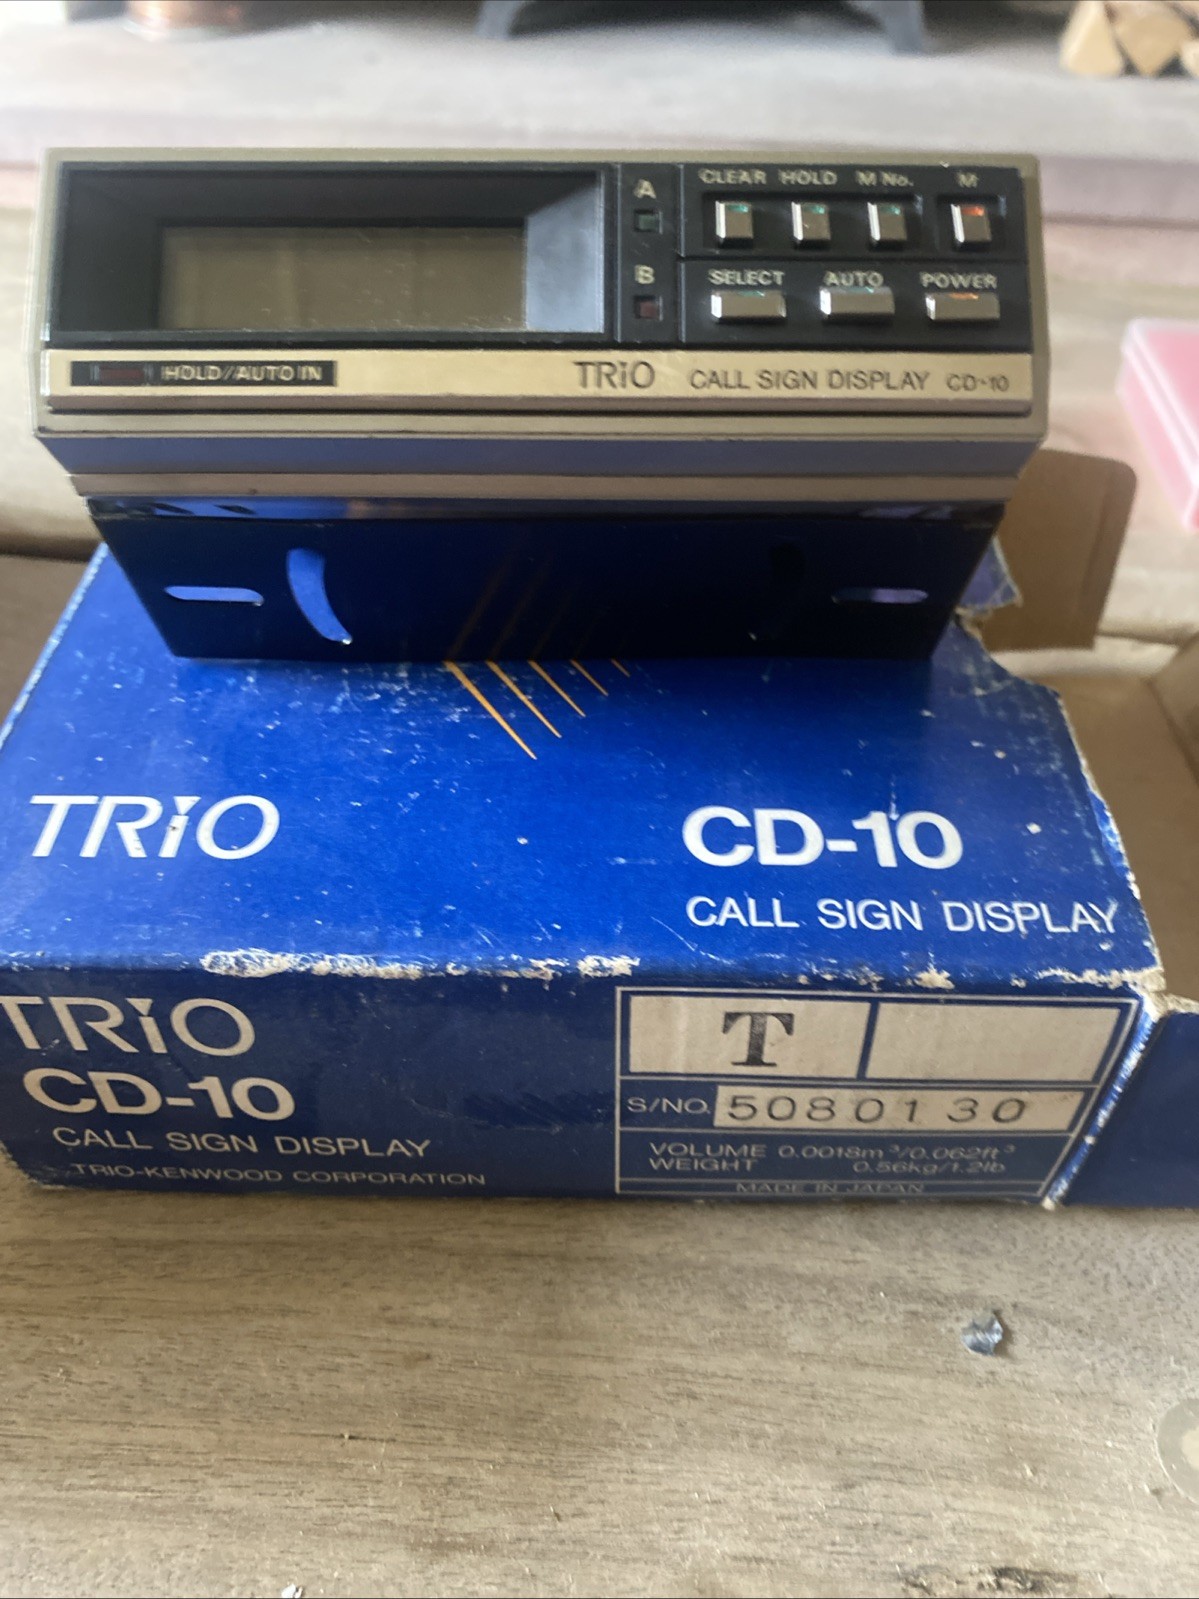 CLEAR HOLD M No. M
A
SELECT AUTO POWER
B
HOLD/AUTO IN
TRIO CALL SIGN DISPLAY CD-10
TRIO
CD-10
CALL SIGN DISPLAY
TRIO
CD-10
CALL SIGN DISPLAY
TRIO-KENWOOD CORPORATION
T
S/NO. 5080130
VOLUME 0.0018m³/0.062ft³
WEIGHT 0.56kg/1.2lb
MADE IN JAPAN